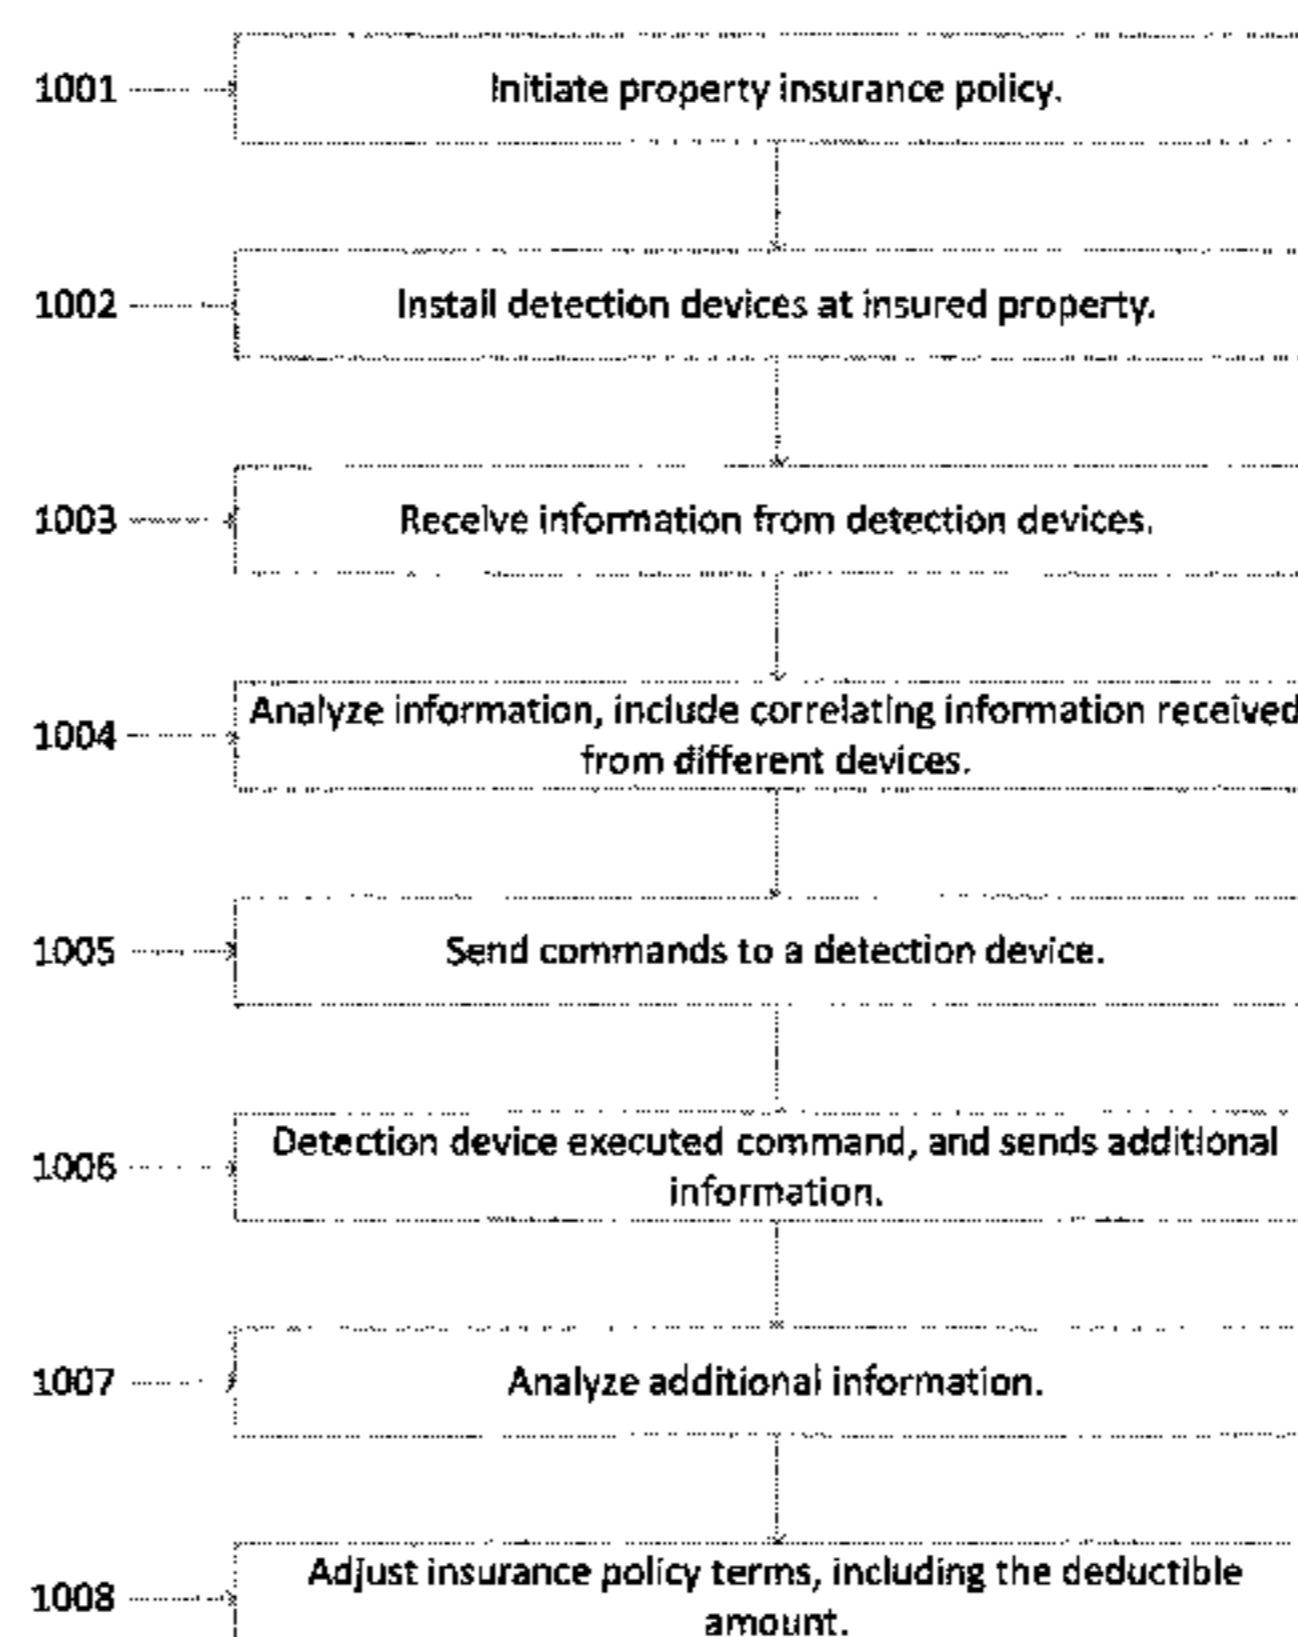 1001 Initiate property insurance policy.
1002 Install detection devices at insured property.
1003 Receive information from detection devices.
1004 Analyze information, include correlating information received
from different devices.
1005 Send commands to a detection device.
1006 Detection device executed command, and sends additional
information.
1007 Analyze additional information.
1008 Adjust insurance policy terms, including the deductible
amount.